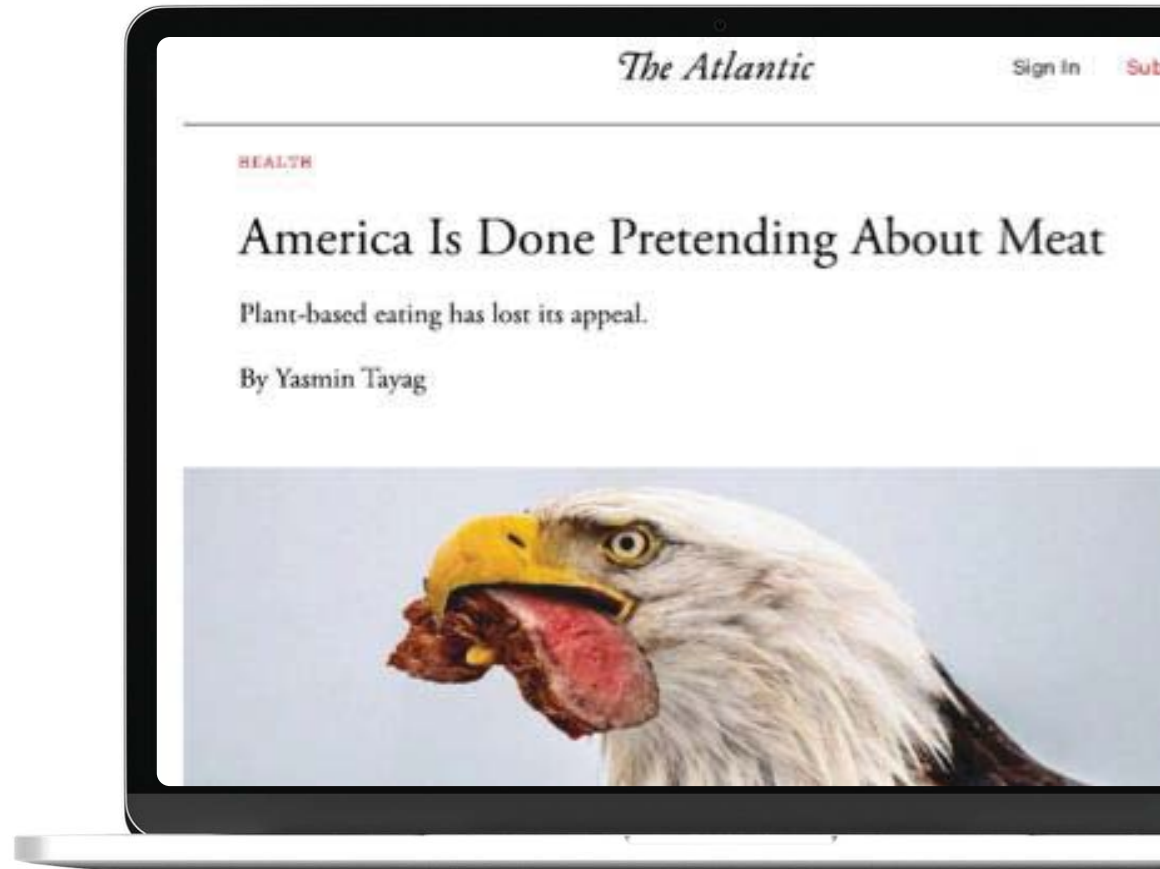 The Atlantic
Sign In
Sub
HEALTH
America Is Done Pretending About Meat
Plant-based eating has lost its appeal.
By Yasmin Tayag